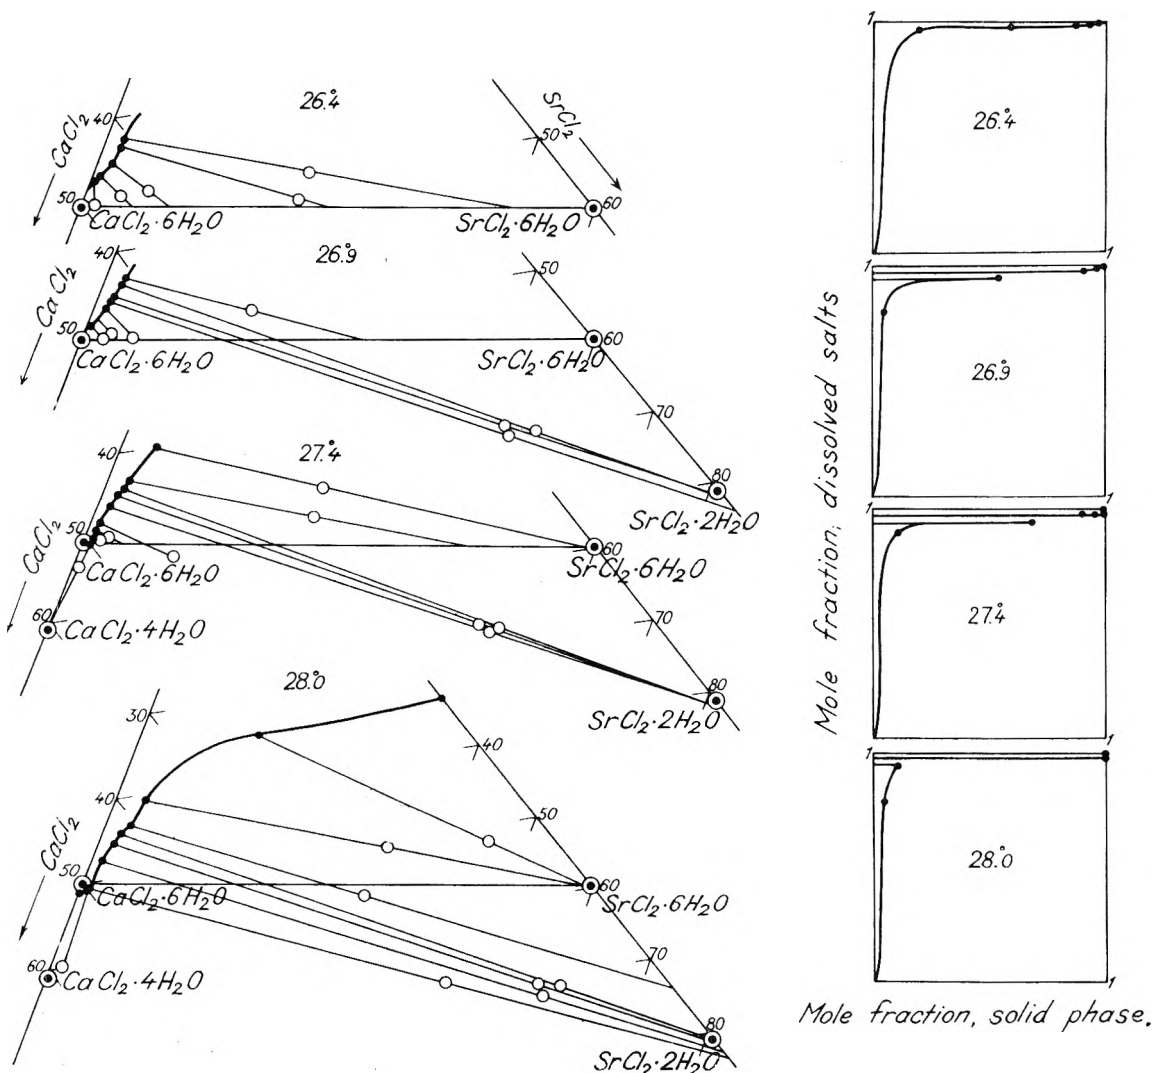 26°.4
CaCl₂
40
SrCl₂
50
50
60
CaCl₂·6H₂O
SrCl₂·6H₂O
26°.9
CaCl₂
40
50
50
60
CaCl₂·6H₂O
SrCl₂·6H₂O
70
80
SrCl₂·2H₂O
27°.4
CaCl₂
40
50
60
CaCl₂·6H₂O
SrCl₂·6H₂O
60
CaCl₂·4H₂O
70
80
SrCl₂·2H₂O
28°.0
30
40
CaCl₂
40
50
50
60
CaCl₂·6H₂O
SrCl₂·6H₂O
60
CaCl₂·4H₂O
70
80
SrCl₂·2H₂O
Mole fraction, dissolved salts
1
26°.4
1
1
26°.9
1
1
27°.4
1
1
28°.0
1
Mole fraction, solid phase.